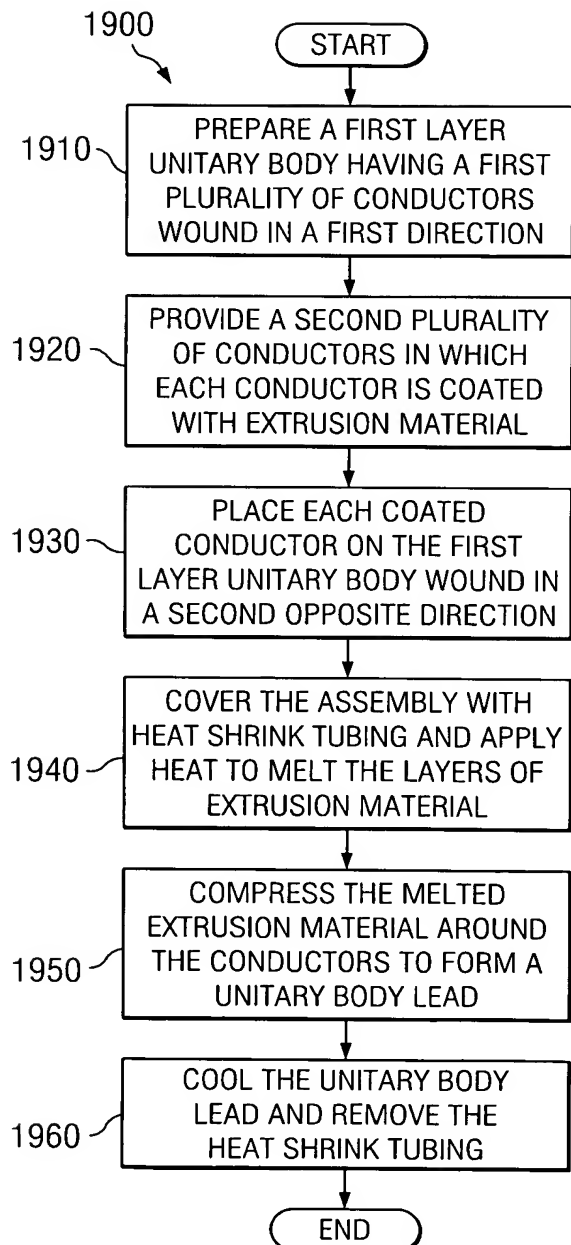 1900
START
1910
PREPARE A FIRST LAYER
UNITARY BODY HAVING A FIRST
PLURALITY OF CONDUCTORS
WOUND IN A FIRST DIRECTION
1920
PROVIDE A SECOND PLURALITY
OF CONDUCTORS IN WHICH
EACH CONDUCTOR IS COATED
WITH EXTRUSION MATERIAL
1930
PLACE EACH COATED
CONDUCTOR ON THE FIRST
LAYER UNITARY BODY WOUND IN
A SECOND OPPOSITE DIRECTION
1940
COVER THE ASSEMBLY WITH
HEAT SHRINK TUBING AND APPLY
HEAT TO MELT THE LAYERS OF
EXTRUSION MATERIAL
1950
COMPRESS THE MELTED
EXTRUSION MATERIAL AROUND
THE CONDUCTORS TO FORM A
UNITARY BODY LEAD
1960
COOL THE UNITARY BODY
LEAD AND REMOVE THE
HEAT SHRINK TUBING
END